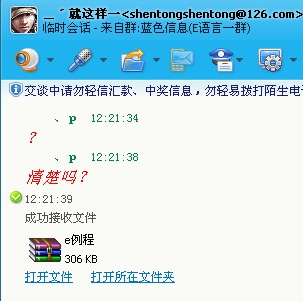 ＿ˊ就这样一<shentongshentong@126.com>
临时会话 - 来自群:蓝色信息(E语言一群)
交谈中请勿轻信汇款、中奖信息，勿轻易拨打陌生电
、p 12:21:34
？
、p 12:21:38
清楚吗？
12:21:39
成功接收文件
e例程
306 KB
打开文件 打开所在文件夹